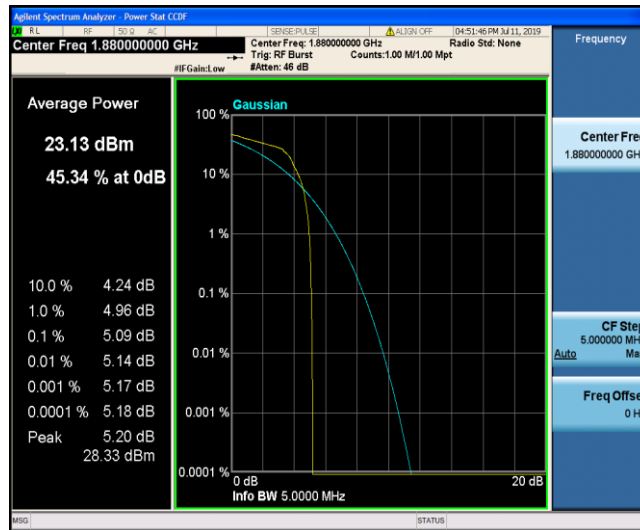 Agilent Spectrum Analyzer - Power Stat CCDF
RL RF 50 Ω AC SENSE:PULSE ALIGN OFF 04:51:46 PM Jul 11, 2019
Center Freq 1.880000000 GHz
Center Freq: 1.880000000 GHz Radio Std: None
Trig: RF Burst Counts:1.00 M/1.00 Mpt
#IFGain:Low #Atten: 46 dB
Average Power
23.13 dBm
45.34 % at 0dB
10.0 % 4.24 dB
1.0 % 4.96 dB
0.1 % 5.09 dB
0.01 % 5.14 dB
0.001 % 5.17 dB
0.0001 % 5.18 dB
Peak 5.20 dB
28.33 dBm
Gaussian
100 %
10 %
1 %
0.1 %
0.01 %
0.001 %
0.0001 %
0 dB 20 dB
Info BW 5.0000 MHz
Frequency
Center Fre
1.880000000 GH
CF Step
5.000000 MH
Auto Ma
Freq Offse
0 H
MSG STATUS